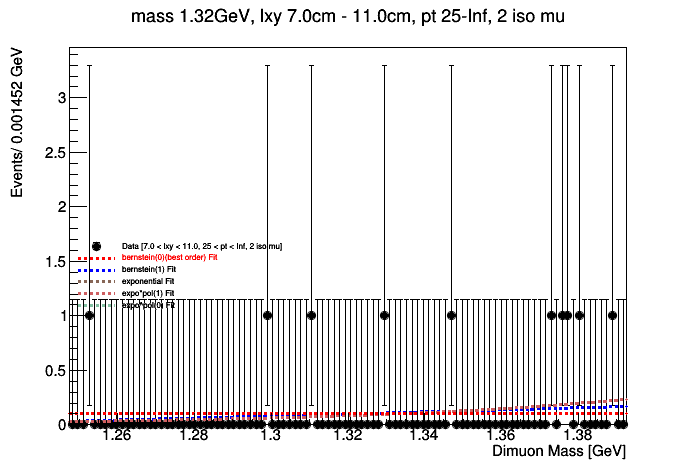 mass 1.32GeV, lxy 7.0cm - 11.0cm, pt 25-Inf, 2 iso mu
Events/ 0.001452 GeV
3
2.5
2
1.5
1
0.5
0
Data [7.0 < lxy < 11.0, 25 < pt < Inf, 2 iso mu]
bernstein(0)(best order) Fit
bernstein(1) Fit
exponential Fit
expo*pol(1) Fit
expo*pol(0) Fit
1.26 1.28 1.3 1.32 1.34 1.36 1.38
Dimuon Mass [GeV]